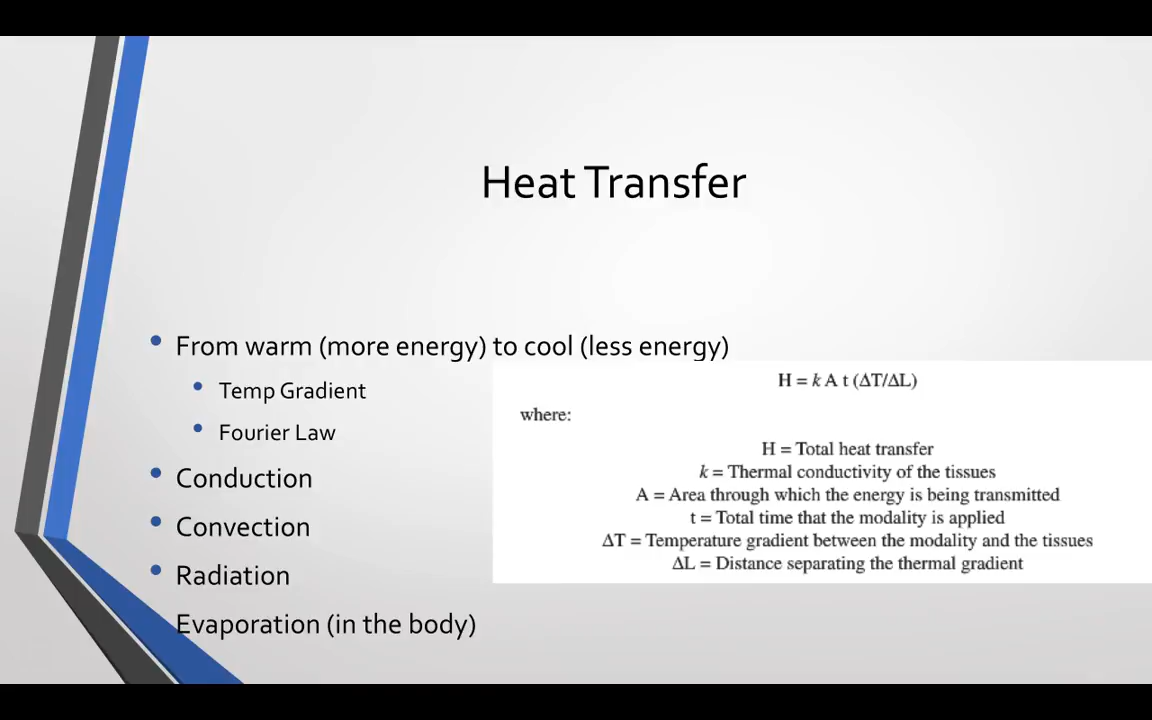 Heat Transfer
From warm (more energy) to cool (less energy)
Temp Gradient
Fourier Law
Conduction
Convection
Radiation
Evaporation (in the body)
H = k A t (ΔT/ΔL)
where:
H = Total heat transfer
k = Thermal conductivity of the tissues
A = Area through which the energy is being transmitted
t = Total time that the modality is applied
ΔT = Temperature gradient between the modality and the tissues
ΔL = Distance separating the thermal gradient